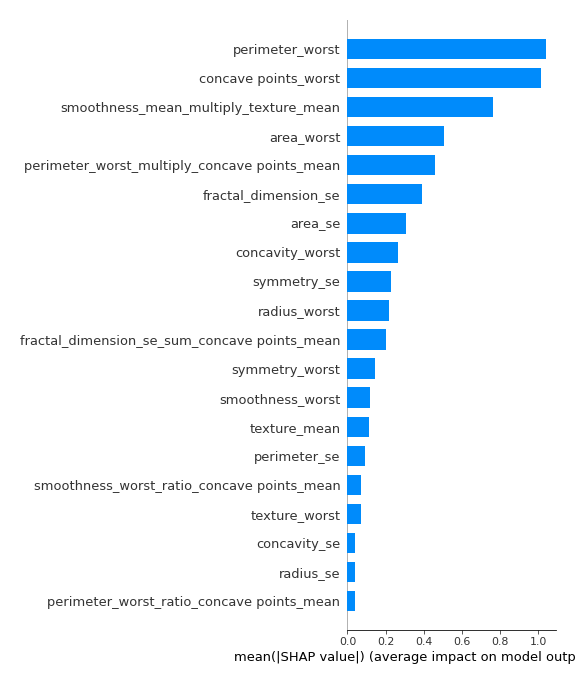 perimeter_worst
concave points_worst
smoothness_mean_multiply_texture_mean
area_worst
perimeter_worst_multiply_concave points_mean
fractal_dimension_se
area_se
concavity_worst
symmetry_se
radius_worst
fractal_dimension_se_sum_concave points_mean
symmetry_worst
smoothness_worst
texture_mean
perimeter_se
smoothness_worst_ratio_concave points_mean
texture_worst
concavity_se
radius_se
perimeter_worst_ratio_concave points_mean
0.0 0.2 0.4 0.6 0.8 1.0
mean(|SHAP value|) (average impact on model outp